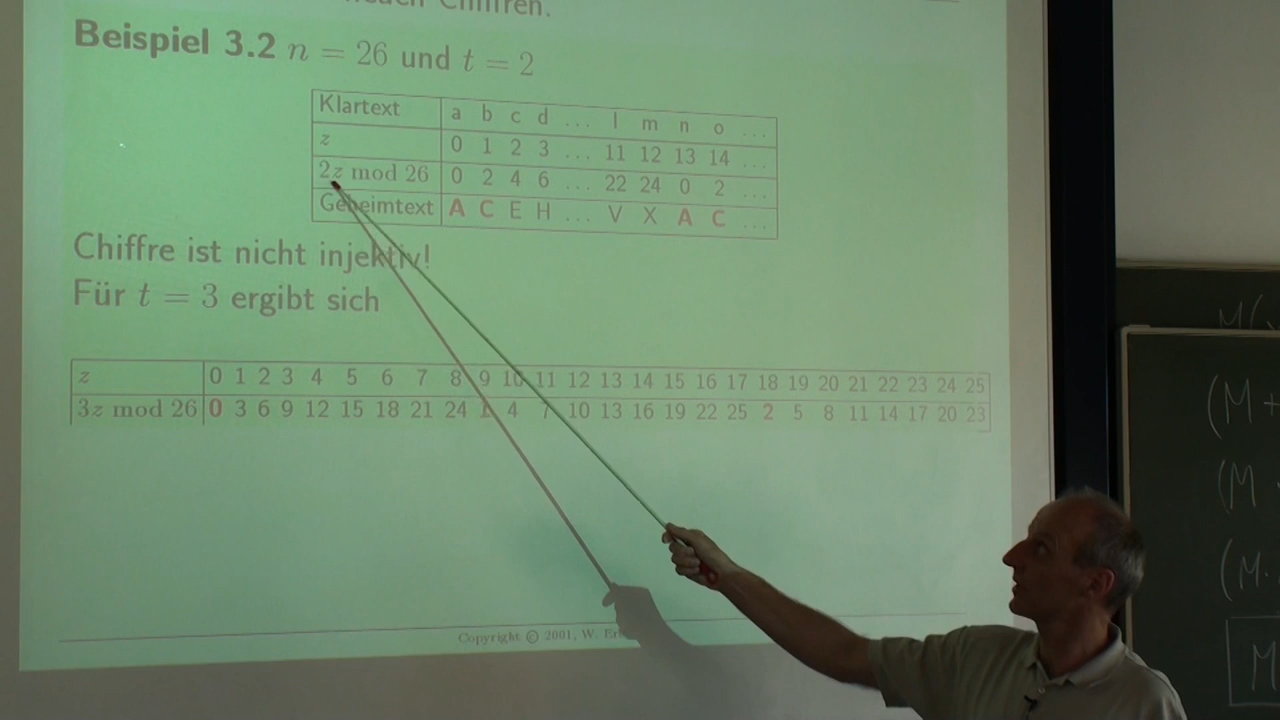 Chiffren.
Beispiel 3.2 n = 26 und t = 2
Klartext a b c d ... l m n o ...
z 0 1 2 3 ... 11 12 13 14 ...
2z mod 26 0 2 4 6 ... 22 24 0 2 ...
Geheimtext A C E H ... V X A C ...
Chiffre ist nicht injektiv!
Für t = 3 ergibt sich
z 0 1 2 3 4 5 6 7 8 9 10 11 12 13 14 15 16 17 18 19 20 21 22 23 24 25
3z mod 26 0 3 6 9 12 15 18 21 24 1 4 7 10 13 16 19 22 25 2 5 8 11 14 17 20 23
Copyright © 2001, W.
M(
(M +
(M
(M.
M